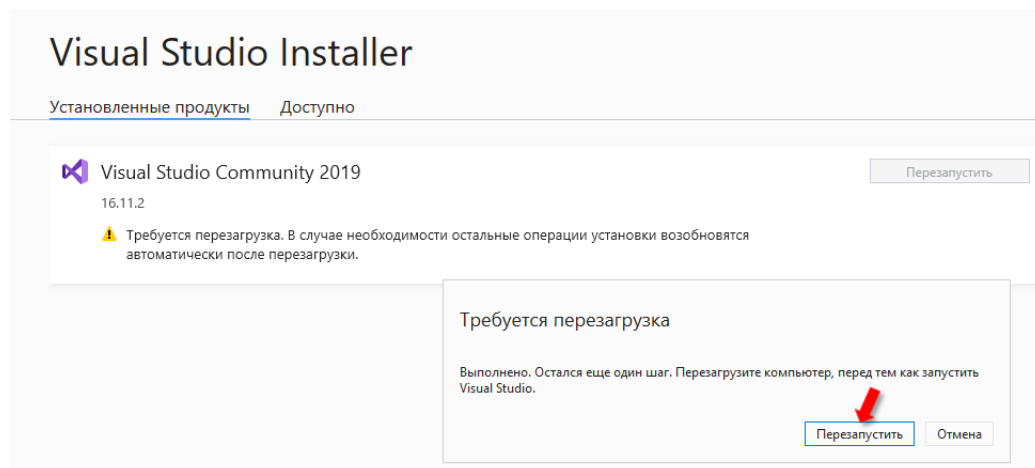 Visual Studio Installer
Установленные продукты Доступно
Visual Studio Community 2019 Перезапустить
16.11.2
Требуется перезагрузка. В случае необходимости остальные операции установки возобновятся
автоматически после перезагрузки.
Требуется перезагрузка
Выполнено. Остался еще один шаг. Перезагрузите компьютер, перед тем как запустить
Visual Studio.
Перезапустить Отмена